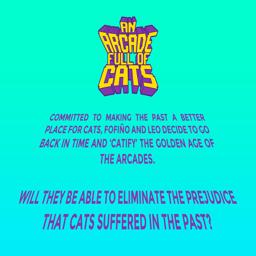 AN
ARCADE
FULL OF
CATS
COMMITTED TO MAKING THE PAST A BETTER
PLACE FOR CATS, FOFIÑO AND LEO DECIDE TO GO
BACK IN TIME AND 'CATIFY' THE GOLDEN AGE OF
THE ARCADES.
WILL THEY BE ABLE TO ELIMINATE THE PREJUDICE
THAT CATS SUFFERED IN THE PAST?